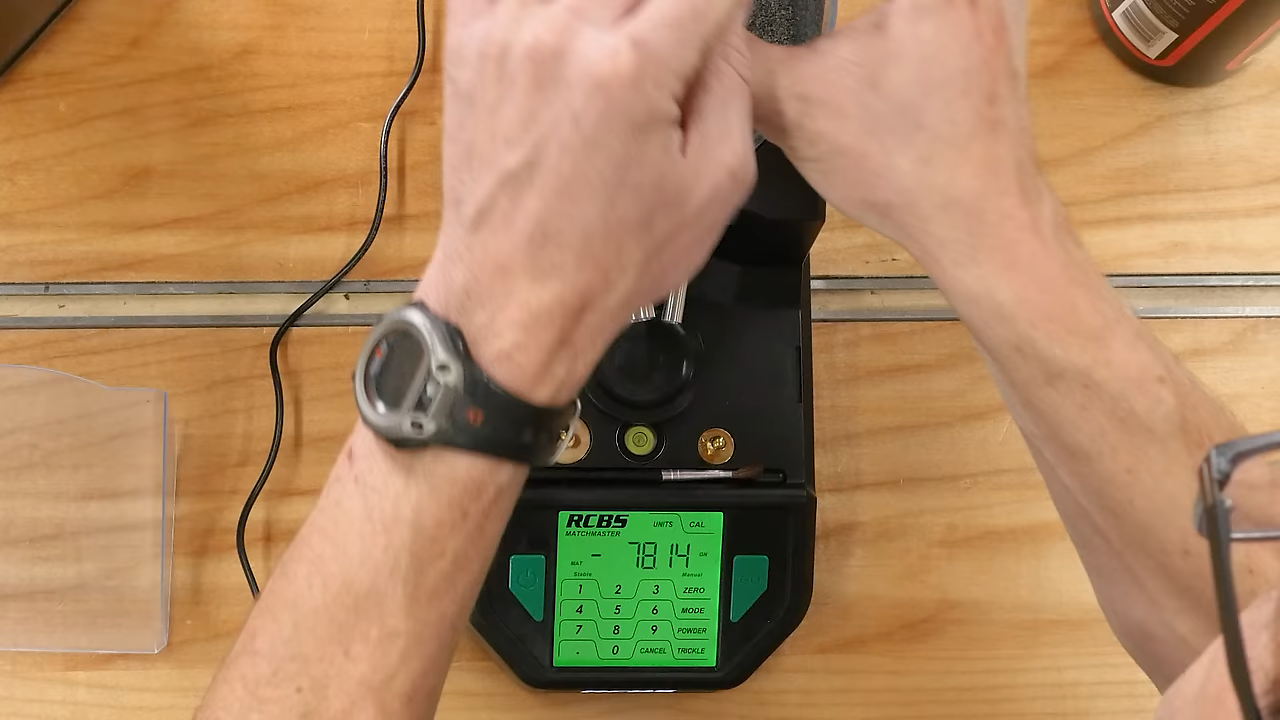 RCBS UNITS CAL
MATCHMASTER
MAT - 78.14 GN
Stable Manual
1 2 3 ZERO
4 5 6 MODE
7 8 9 POWDER
. 0 CANCEL TRICKLE